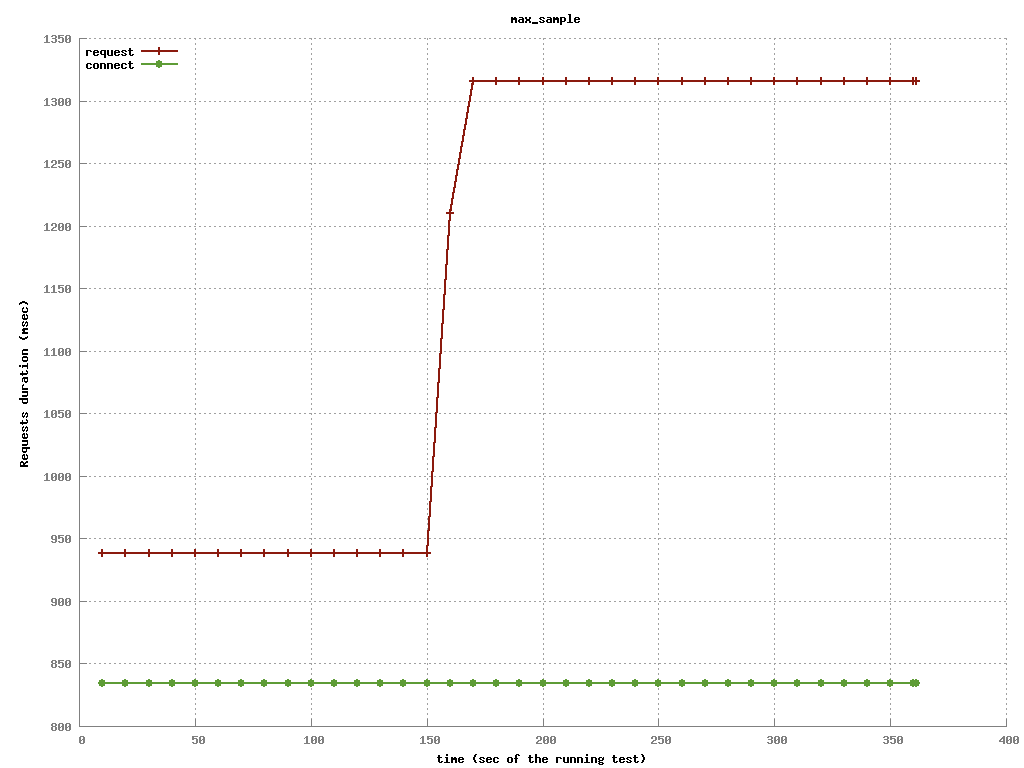 max_sample
request
connect
1350
1300
1250
1200
1150
1100
1050
1000
950
900
850
800
Requests duration (msec)
0 50 100 150 200 250 300 350 400
time (sec of the running test)